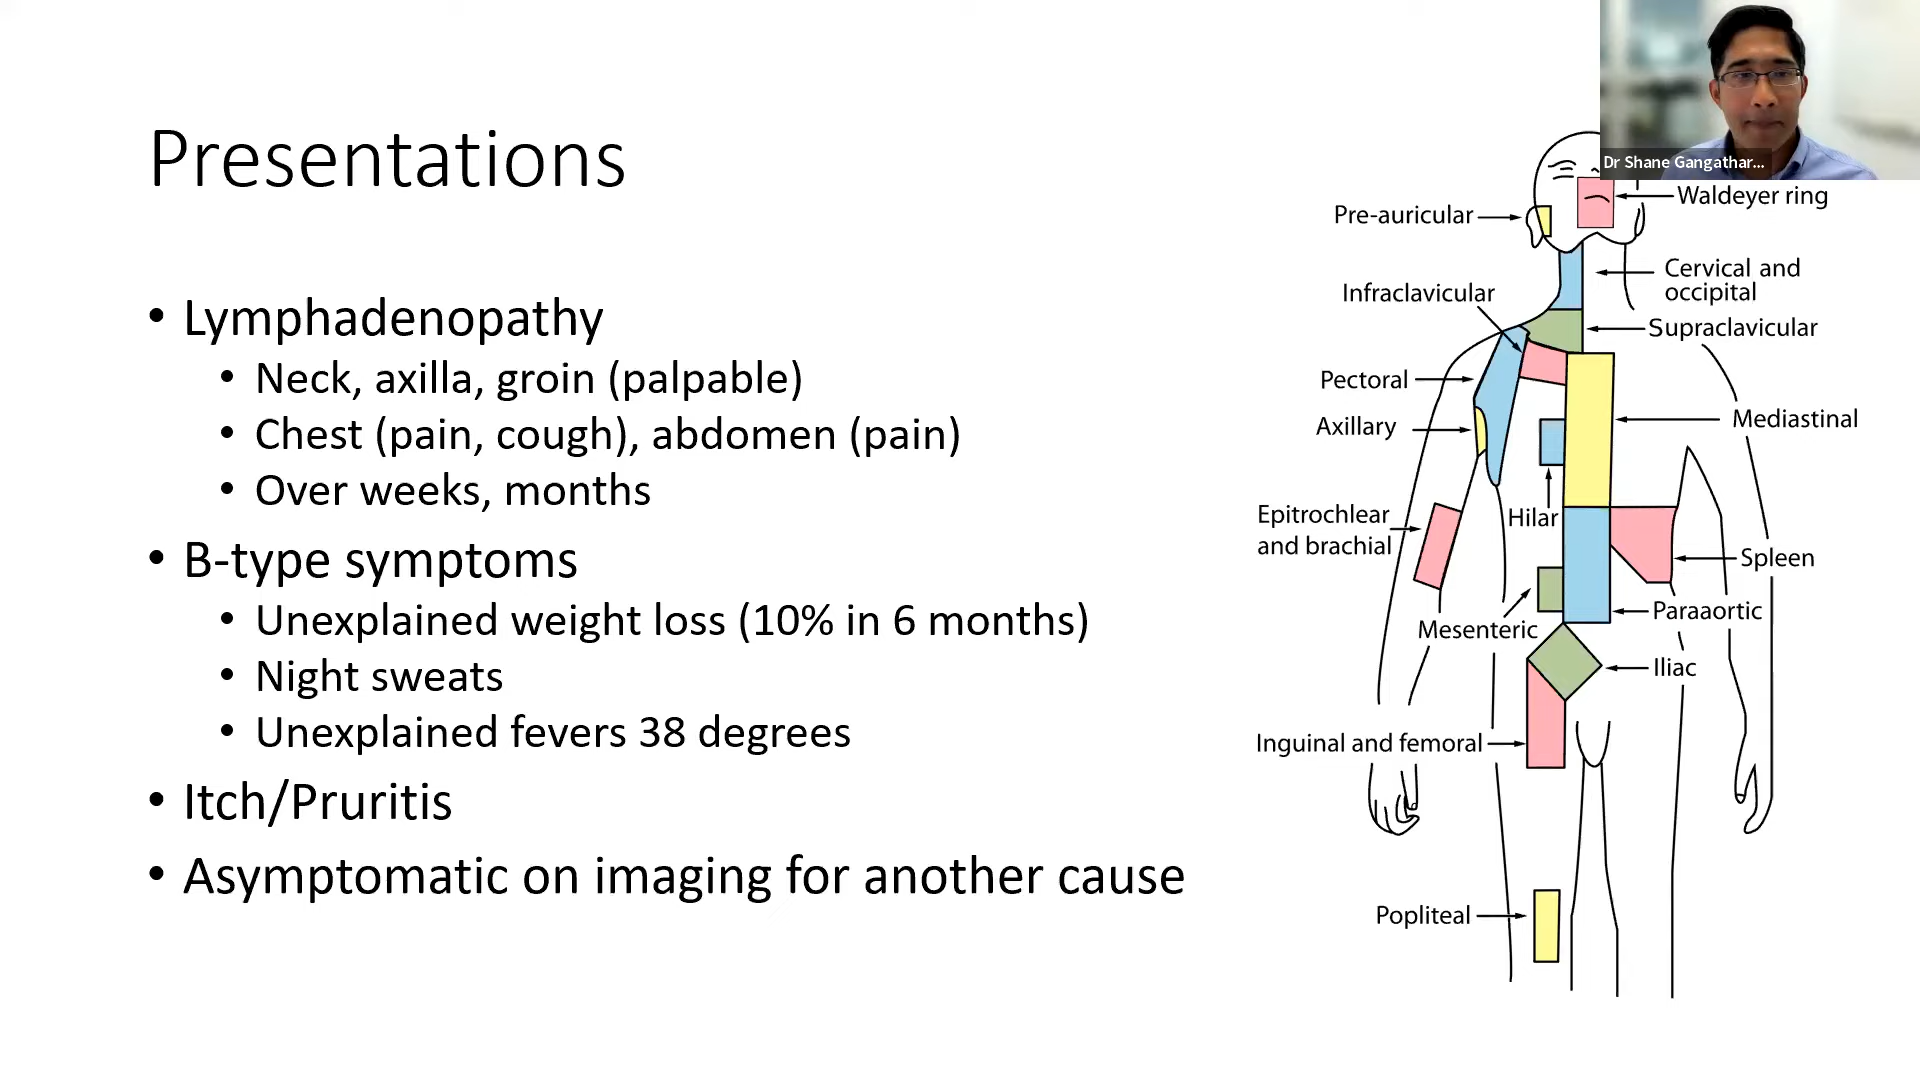 Presentations
• Lymphadenopathy
• Neck, axilla, groin (palpable)
• Chest (pain, cough), abdomen (pain)
• Over weeks, months
• B-type symptoms
• Unexplained weight loss (10% in 6 months)
• Night sweats
• Unexplained fevers 38 degrees
• Itch/Pruritis
• Asymptomatic on imaging for another cause
Dr Shane Gangathar...
Waldeyer ring
Pre-auricular
Cervical and
occipital
Infraclavicular
Supraclavicular
Pectoral
Mediastinal
Axillary
Epitrochlear
and brachial
Hilar
Spleen
Mesenteric
Paraaortic
Iliac
Inguinal and femoral
Popliteal